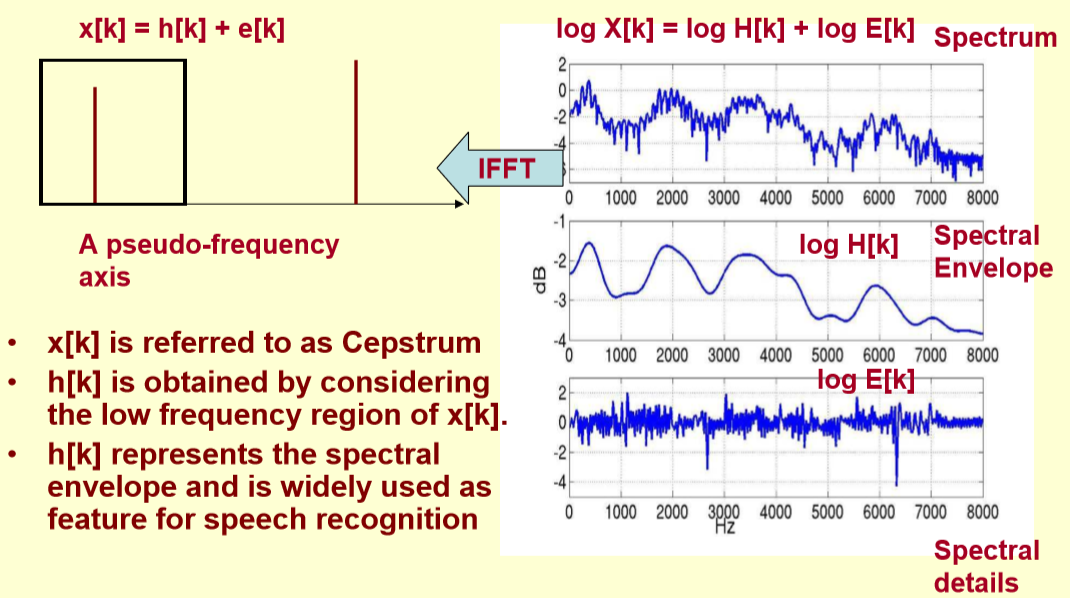 x[k] = h[k] + e[k]
A pseudo-frequency
axis
• x[k] is referred to as Cepstrum
• h[k] is obtained by considering
the low frequency region of x[k].
• h[k] represents the spectral
envelope and is widely used as
feature for speech recognition
IFFT
log X[k] = log H[k] + log E[k]
Spectrum
2
0
-2
-4
0 1000 2000 3000 4000 5000 6000 7000 8000
log H[k]
Spectral
Envelope
dB
-1
-2
-3
-4
0 1000 2000 3000 4000 5000 6000 7000 8000
log E[k]
2
0
-2
-4
0 1000 2000 3000 4000 5000 6000 7000 8000
Hz
Spectral
details